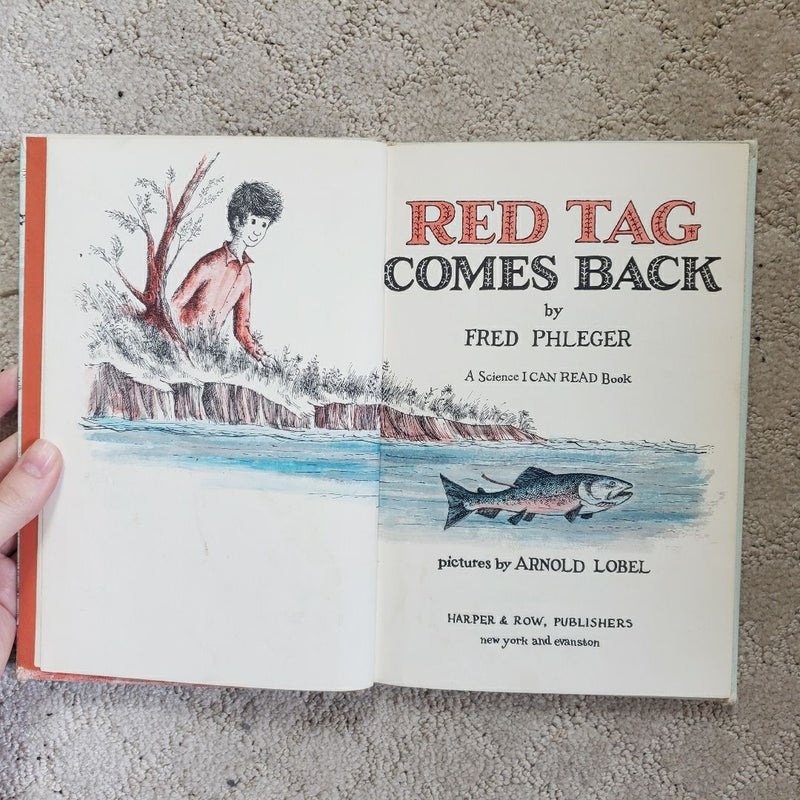 RED TAG
COMES BACK
by
FRED PHLEGER
A Science I CAN READ Book
pictures by ARNOLD LOBEL
HARPER & ROW, PUBLISHERS
new york and evanston